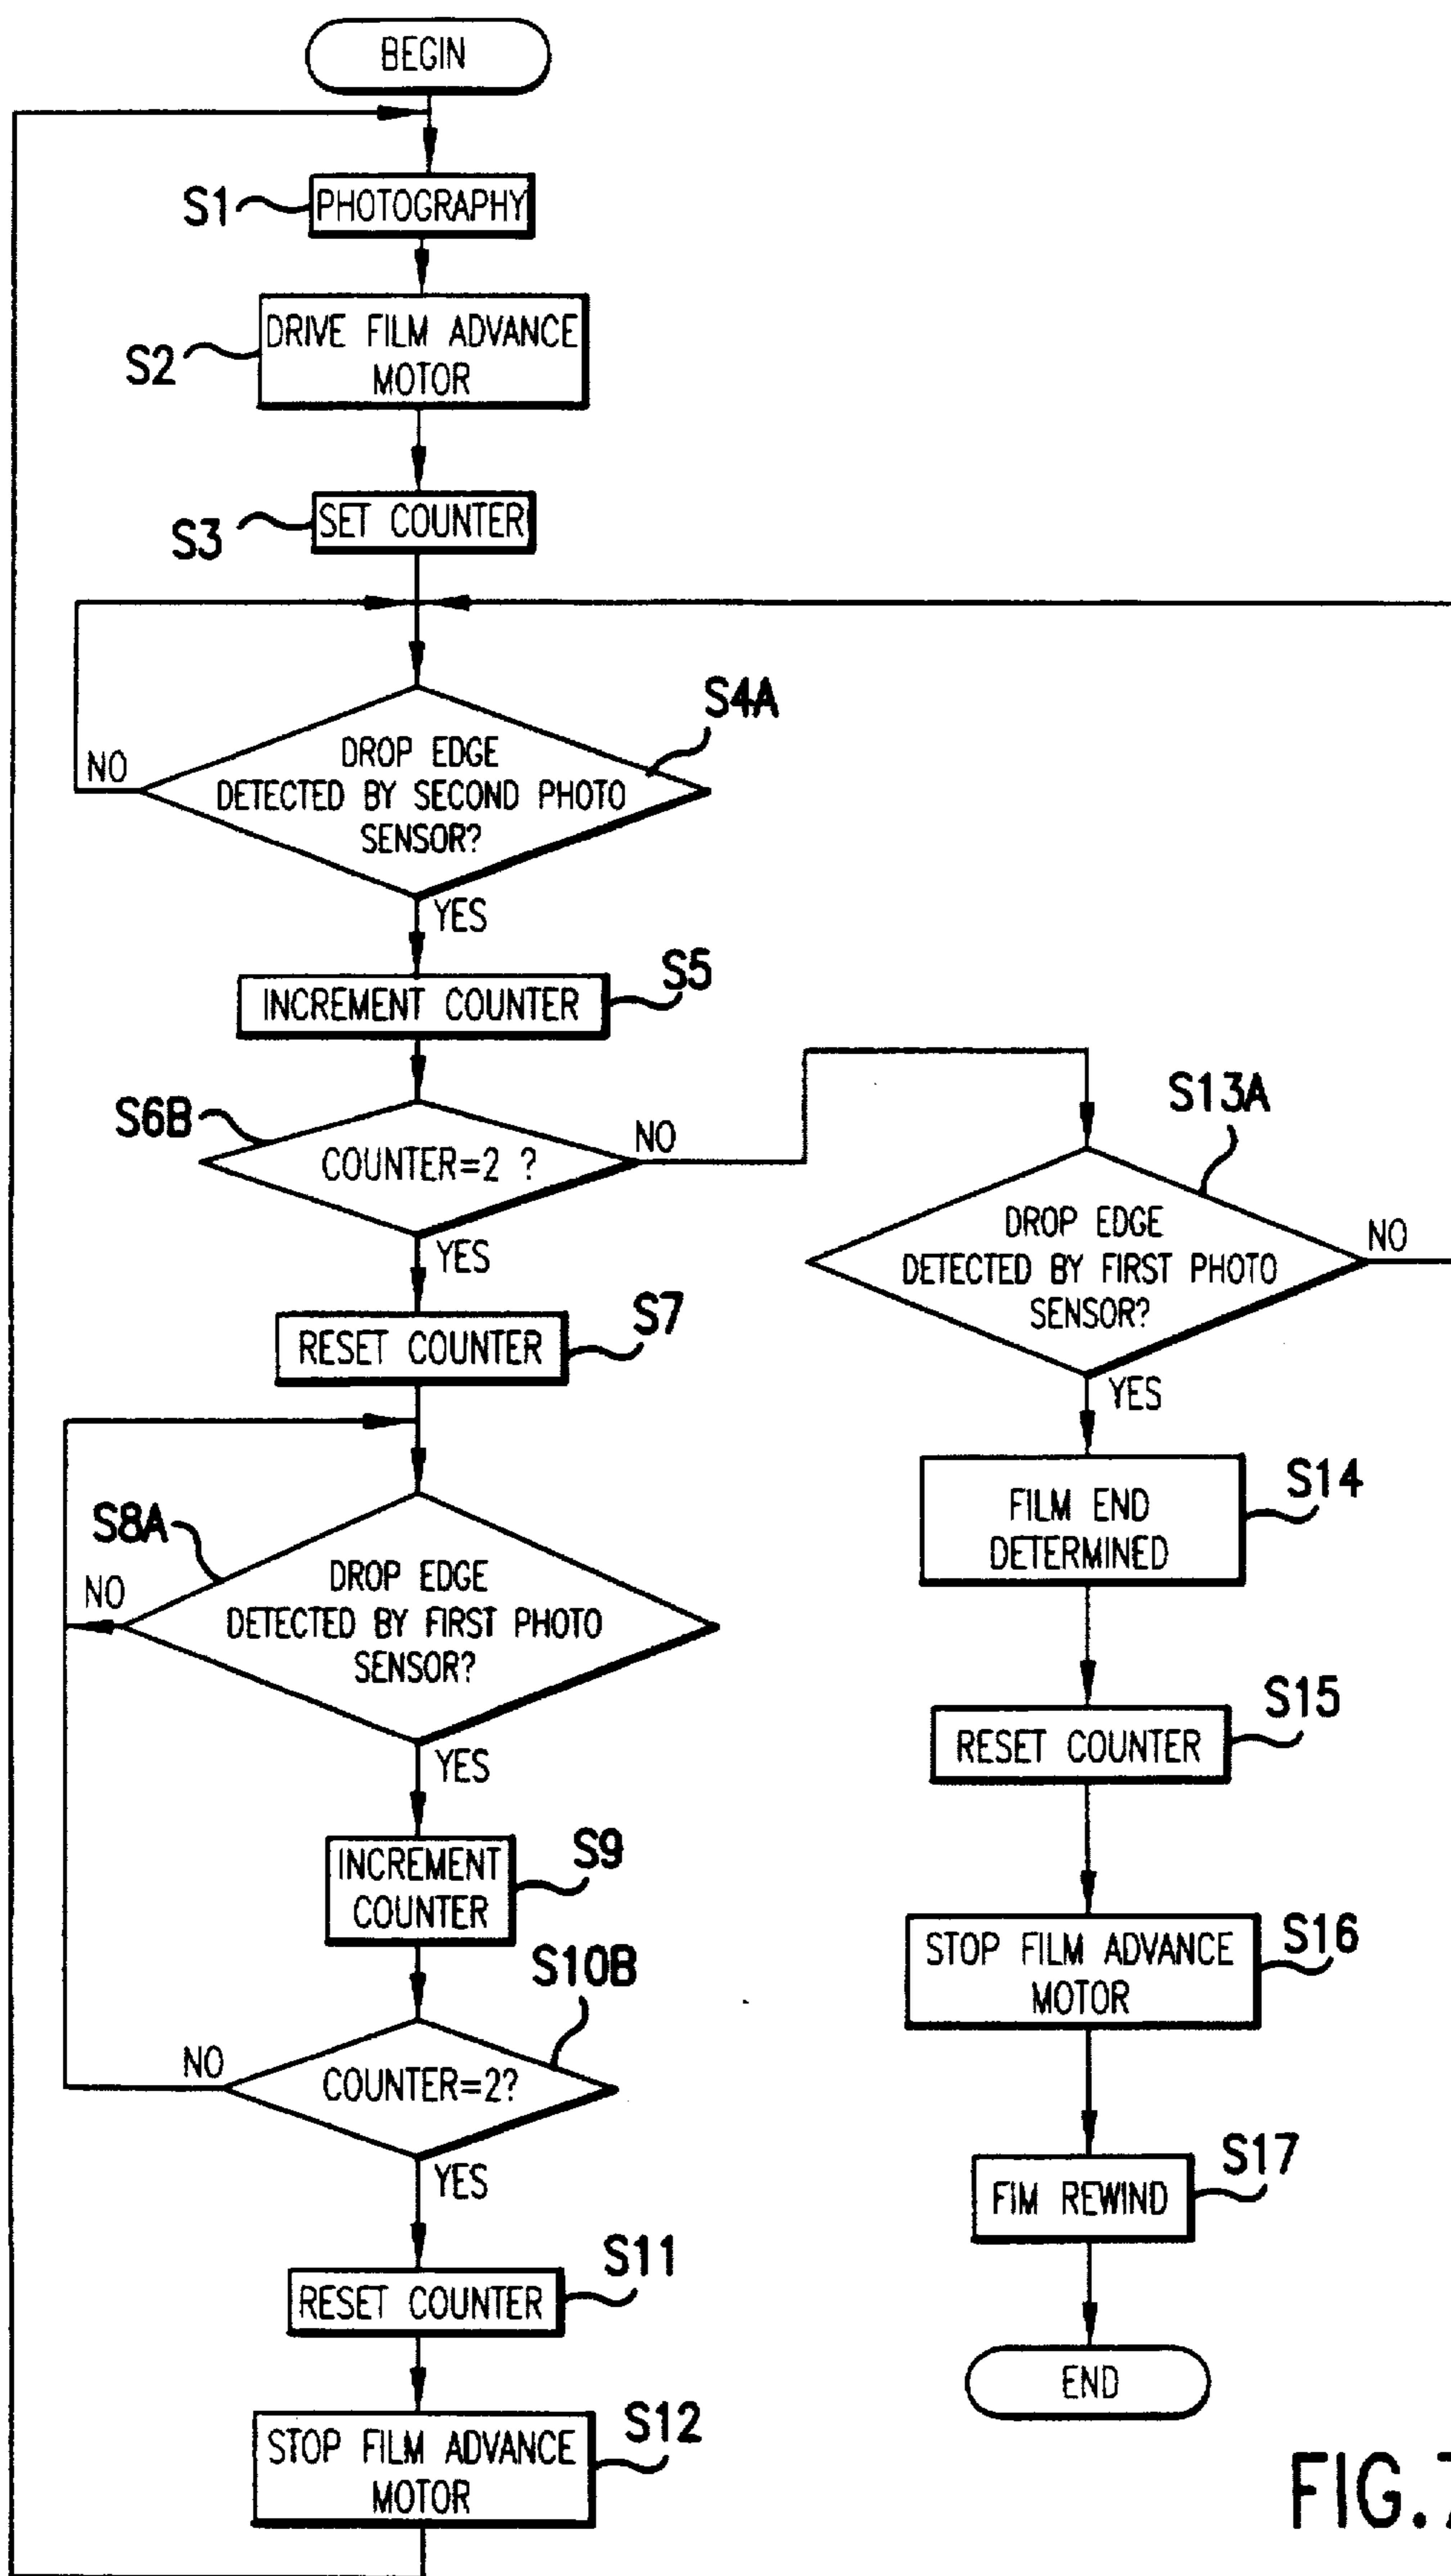 BEGIN
S1
PHOTOGRAPHY
S2
DRIVE FILM ADVANCE
MOTOR
S3
SET COUNTER
S4A
DROP EDGE
DETECTED BY SECOND PHOTO
SENSOR?
NO
YES
S5
INCREMENT COUNTER
S6B
COUNTER=2 ?
NO
YES
S7
RESET COUNTER
S8A
DROP EDGE
DETECTED BY FIRST PHOTO
SENSOR?
NO
YES
S9
INCREMENT
COUNTER
S10B
COUNTER=2?
NO
YES
S11
RESET COUNTER
S12
STOP FILM ADVANCE
MOTOR
S13A
DROP EDGE
DETECTED BY FIRST PHOTO
SENSOR?
NO
YES
S14
FILM END
DETERMINED
S15
RESET COUNTER
S16
STOP FILM ADVANCE
MOTOR
S17
FIM REWIND
END
FIG.7